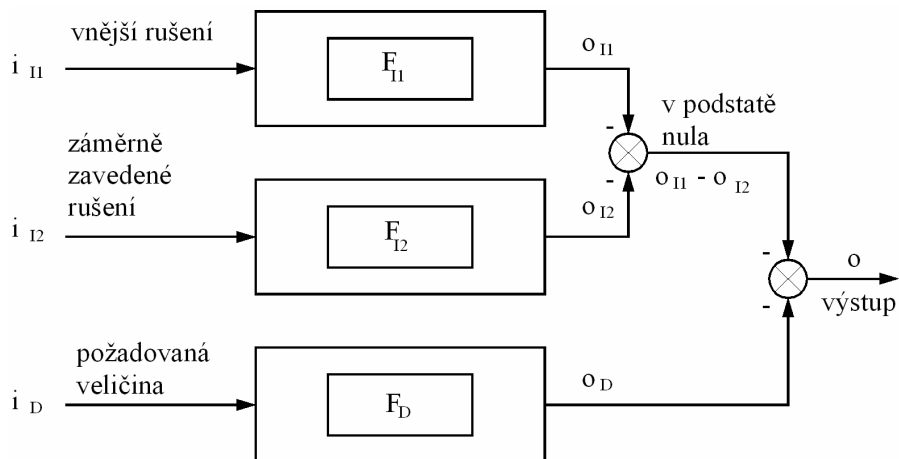 vnější rušení
i I1
F I1
o I1
v podstatě
nula
-
-
o I1 - o I2
záměrně
zavedené
rušení
i I2
F I2
o I2
-
-
o
výstup
požadovaná
veličina
i D
F D
o D